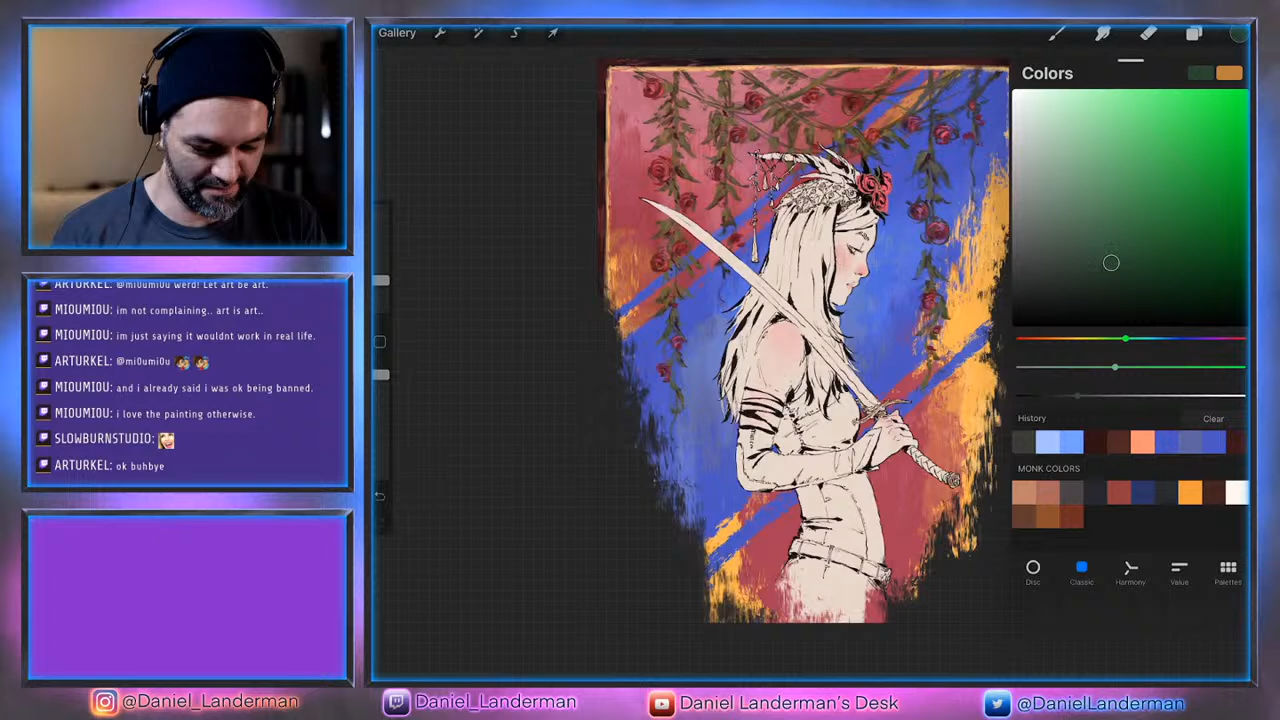 Gallery
Colors
ARTURKEL: @mi0umi0u werd! Let art be art.
MIOUMIOU: im not complaining.. art is art..
MIOUMIOU: im just saying it wouldnt work in real life.
ARTURKEL: @mi0umi0u
MIOUMIOU: and i already said i was ok being banned.
MIOUMIOU: i love the painting otherwise.
SLOWBURNSTUDIO:
ARTURKEL: ok buhbye
History
Clear
MONK COLORS
Disc
Classic
Harmony
Value
Palettes
@Daniel_Landerman
Daniel_Landerman
Daniel Landerman's Desk
@DanielLanderman